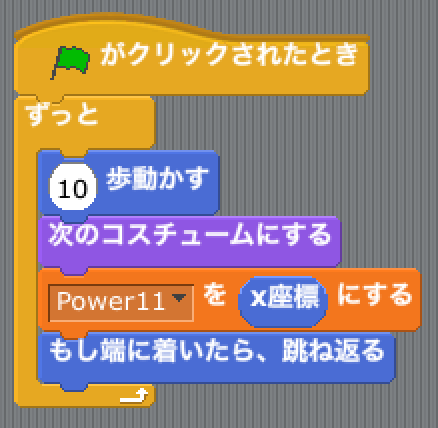 がクリックされたとき
ずっと
10 歩動かす
次のコスチュームにする
Power11 を x座標 にする
もし端に着いたら、跳ね返る